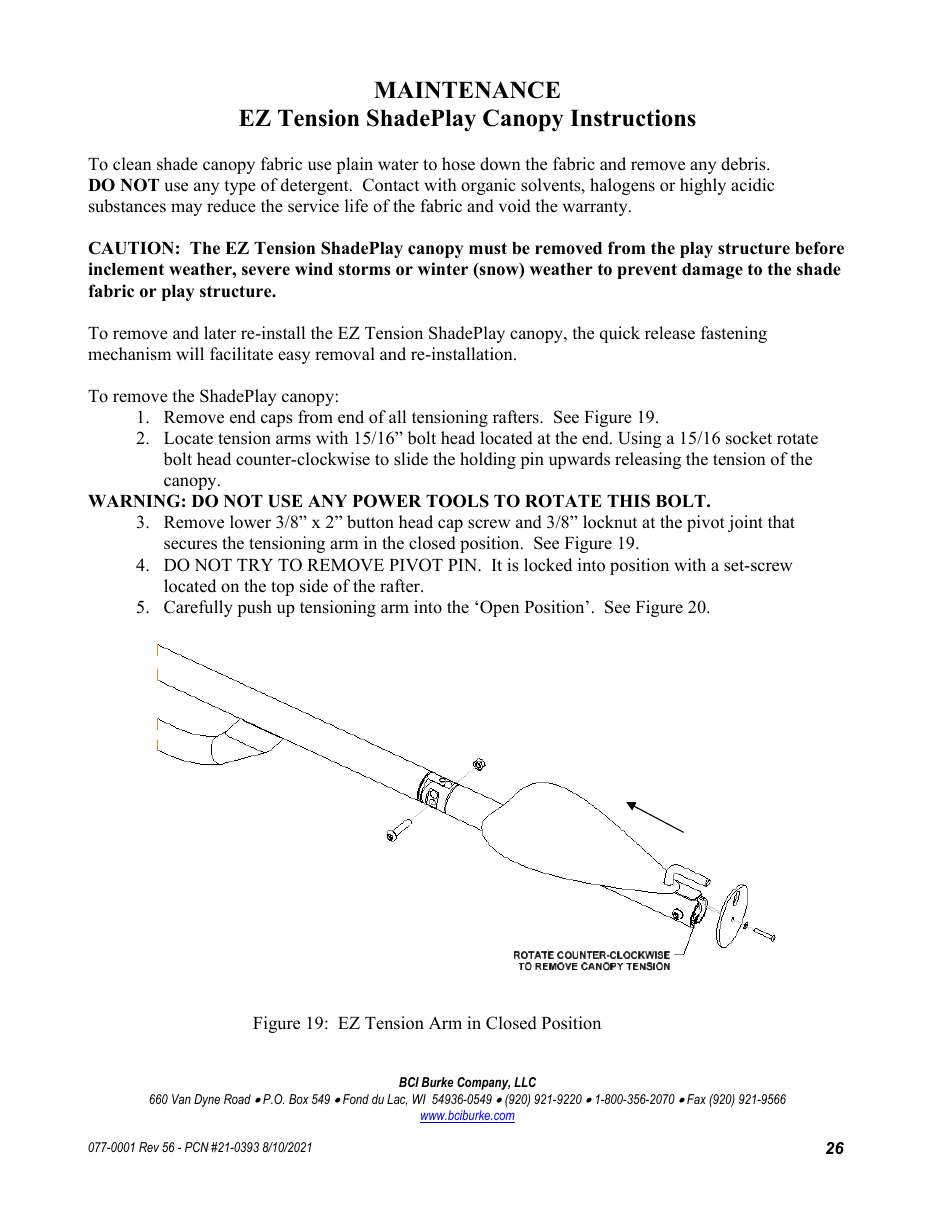 MAINTENANCE
EZ Tension ShadePlay Canopy Instructions
To clean shade canopy fabric use plain water to hose down the fabric and remove any debris.
DO NOT use any type of detergent.  Contact with organic solvents, halogens or highly acidic
substances may reduce the service life of the fabric and void the warranty.
CAUTION:  The EZ Tension ShadePlay canopy must be removed from the play structure before
inclement weather, severe wind storms or winter (snow) weather to prevent damage to the shade
fabric or play structure.
To remove and later re-install the EZ Tension ShadePlay canopy, the quick release fastening
mechanism will facilitate easy removal and re-installation.
To remove the ShadePlay canopy:
1.  Remove end caps from end of all tensioning rafters.  See Figure 19.
2.  Locate tension arms with 15/16” bolt head located at the end. Using a 15/16 socket rotate
bolt head counter-clockwise to slide the holding pin upwards releasing the tension of the
canopy.
WARNING: DO NOT USE ANY POWER TOOLS TO ROTATE THIS BOLT.
3.  Remove lower 3/8” x 2” button head cap screw and 3/8” locknut at the pivot joint that
secures the tensioning arm in the closed position.  See Figure 19.
4.  DO NOT TRY TO REMOVE PIVOT PIN.  It is locked into position with a set-screw
located on the top side of the rafter.
5.  Carefully push up tensioning arm into the ‘Open Position’.  See Figure 20.
ROTATE COUNTER-CLOCKWISE
TO REMOVE CANOPY TENSION
Figure 19:  EZ Tension Arm in Closed Position
BCI Burke Company, LLC
660 Van Dyne Road • P.O. Box 549 • Fond du Lac, WI  54936-0549 • (920) 921-9220 • 1-800-356-2070 • Fax (920) 921-9566
www.bciburke.com
077-0001 Rev 56 - PCN #21-0393 8/10/2021
26